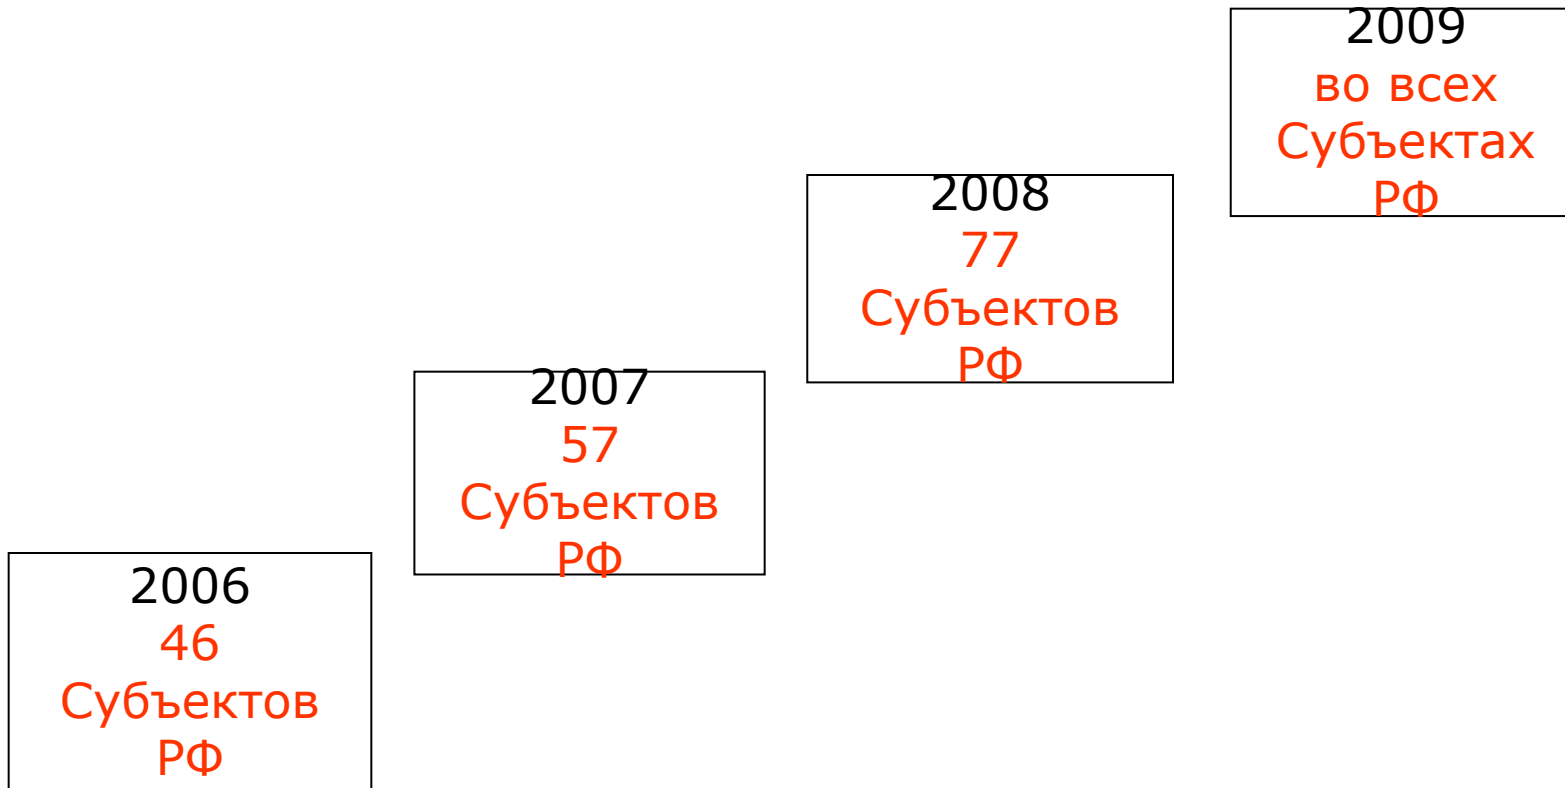 2006
46
Субъектов
РФ
2007
57
Субъектов
РФ
2008
77
Субъектов
РФ
2009
во всех
Субъектах
РФ